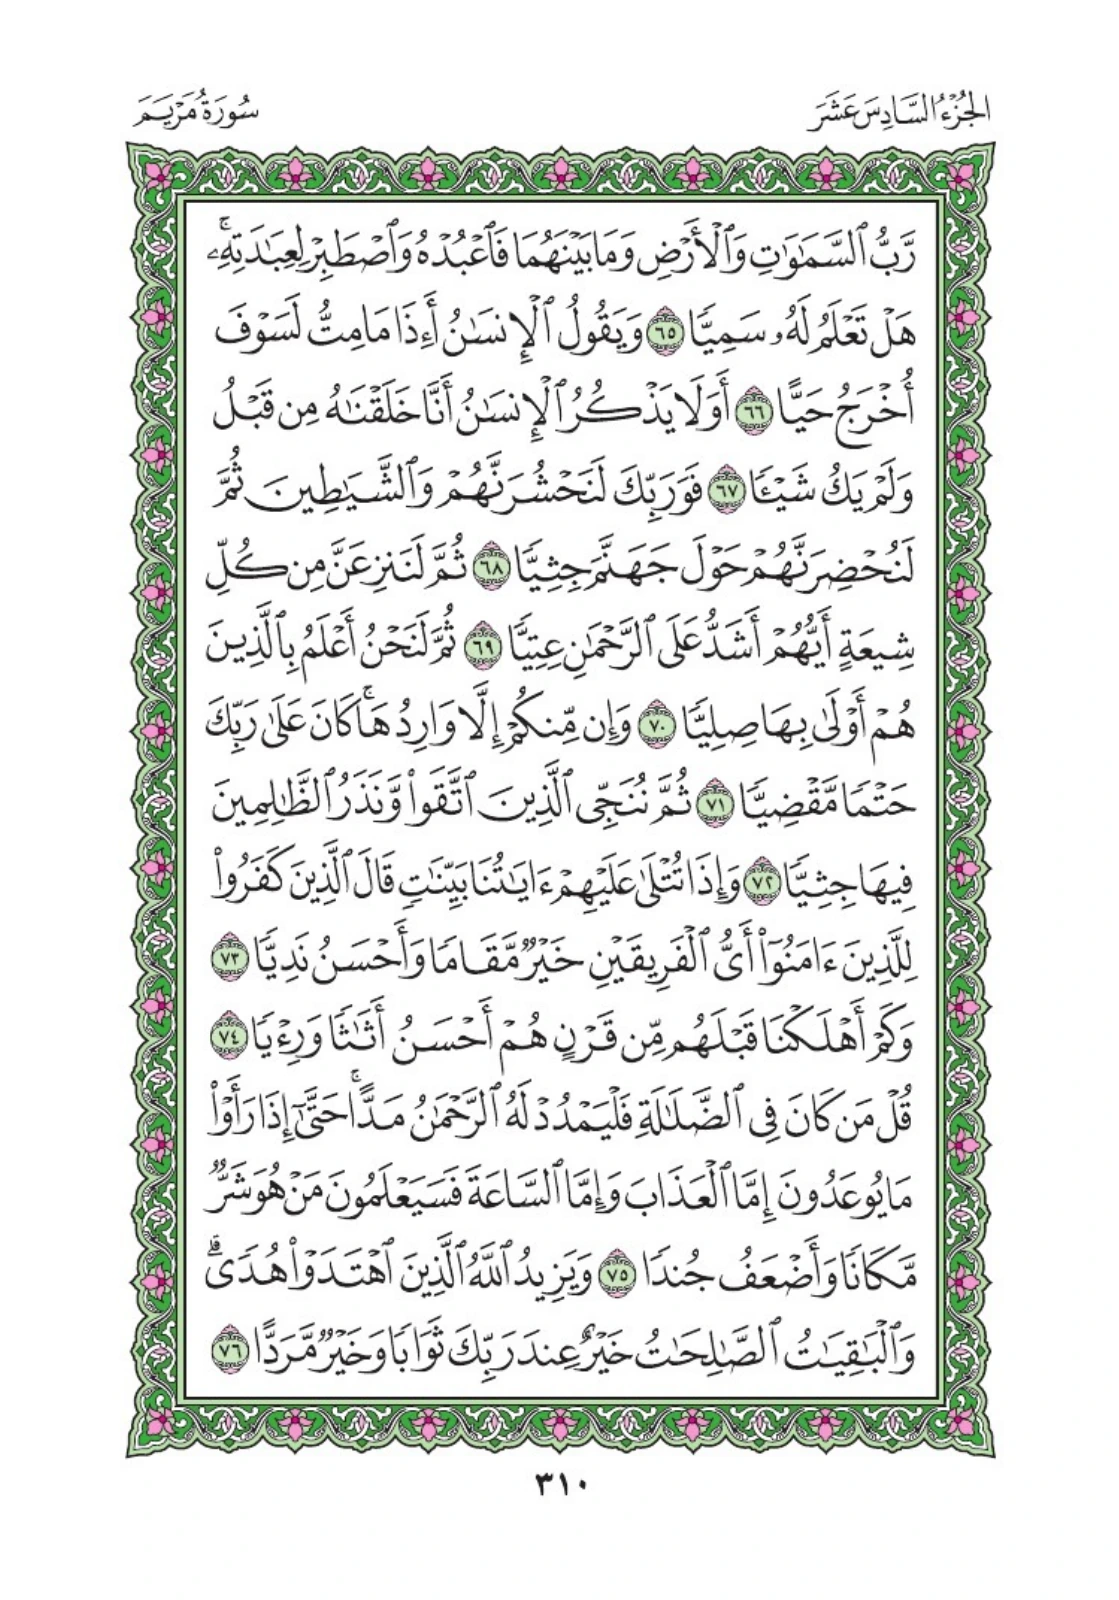 الجزء السادس عشر
سورة مريم
رَّبُّ ٱلسَّمَٰوَٰتِ وَٱلْأَرْضِ وَمَا بَيْنَهُمَا فَٱعْبُدْهُ وَٱصْطَبِرْ لِعِبَٰدَتِهِۦۚ
هَلْ تَعْلَمُ لَهُۥ سَمِيًّا ٦٥ وَيَقُولُ ٱلْإِنسَٰنُ أَءِذَا مَا مِتُّ لَسَوْفَ
أُخْرَجُ حَيًّا ٦٦ أَوَلَا يَذْكُرُ ٱلْإِنسَٰنُ أَنَّا خَلَقْنَٰهُ مِن قَبْلُ
وَلَمْ يَكُ شَيْـًٔا ٦٧ فَوَرَبِّكَ لَنَحْشُرَنَّهُمْ وَٱلشَّيَٰطِينَ ثُمَّ
لَنُحْضِرَنَّهُمْ حَوْلَ جَهَنَّمَ جِثِيًّا ٦٨ ثُمَّ لَنَنزِعَنَّ مِن كُلِّ
شِيعَةٍ أَيُّهُمْ أَشَدُّ عَلَى ٱلرَّحْمَٰنِ عِتِيًّا ٦٩ ثُمَّ لَنَحْنُ أَعْلَمُ بِٱلَّذِينَ
هُمْ أَوْلَىٰ بِهَا صِلِيًّا ٧٠ وَإِن مِّنكُمْ إِلَّا وَارِدُهَاۚ كَانَ عَلَىٰ رَبِّكَ
حَتْمًا مَّقْضِيًّا ٧١ ثُمَّ نُنَجِّى ٱلَّذِينَ ٱتَّقَوا۟ وَّنَذَرُ ٱلظَّٰلِمِينَ
فِيهَا جِثِيًّا ٧٢ وَإِذَا تُتْلَىٰ عَلَيْهِمْ ءَايَٰتُنَا بَيِّنَٰتٍ قَالَ ٱلَّذِينَ كَفَرُوا۟
لِلَّذِينَ ءَامَنُوٓا۟ أَىُّ ٱلْفَرِيقَيْنِ خَيْرٌ مَّقَامًا وَأَحْسَنُ نَدِيًّا ٧٣
وَكَمْ أَهْلَكْنَا قَبْلَهُم مِّن قَرْنٍ هُمْ أَحْسَنُ أَثَٰثًا وَرِءْيًا ٧٤
قُلْ مَن كَانَ فِى ٱلضَّلَٰلَةِ فَلْيَمْدُدْ لَهُ ٱلرَّحْمَٰنُ مَدًّاۚ حَتَّىٰٓ إِذَا رَأَوْا۟
مَا يُوعَدُونَ إِمَّا ٱلْعَذَابَ وَإِمَّا ٱلسَّاعَةَ فَسَيَعْلَمُونَ مَنْ هُوَ شَرٌّ
مَّكَانًا وَأَضْعَفُ جُندًا ٧٥ وَيَزِيدُ ٱللَّهُ ٱلَّذِينَ ٱهْتَدَوْا۟ هُدًىۗ
وَٱلْبَٰقِيَٰتُ ٱلصَّٰلِحَٰتُ خَيْرٌ عِندَ رَبِّكَ ثَوَابًا وَخَيْرٌ مَّرَدًّا ٧٦
٣١٠